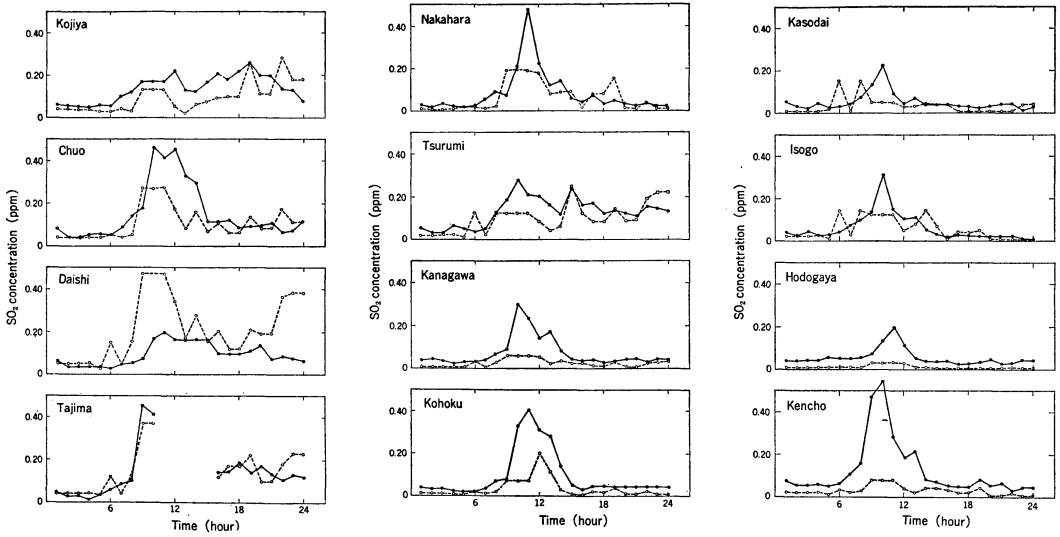 Kojiya
0.40
0.20
0
Chuo
0.40
0.20
0
Daishi
0.40
0.20
0
Tajima
0.40
0.20
0
6
12
18
24
Time (hour)
SO₂ concentration (ppm)
Nakahara
0.40
0.20
0
Tsurumi
0.40
0.20
0
Kanagawa
0.40
0.20
0
Kohoku
0.40
0.20
0
6
12
18
24
Time (hour)
SO₂ concentration (ppm)
Kasodai
0.40
0.20
0
Isogo
0.40
0.20
0
Hodogaya
0.40
0.20
0
Kencho
0.40
0.20
0
6
12
18
24
Time (hour)
SO₂ concentration (ppm)